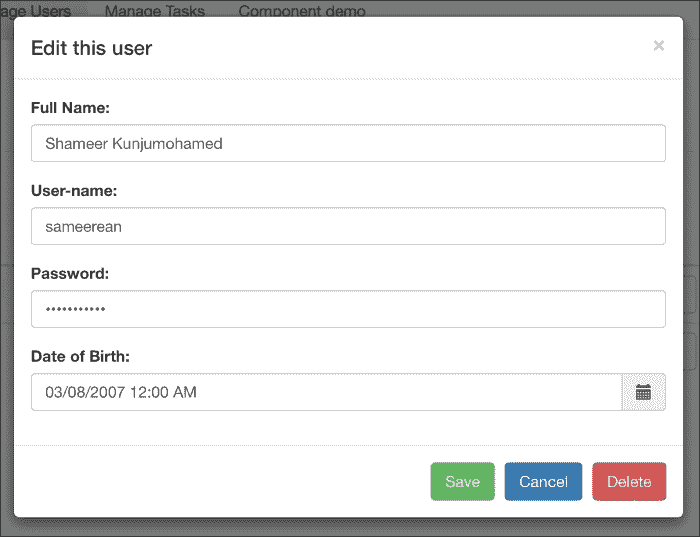 age Users Manage Tasks Component demo
Edit this user ×
Full Name:
Shameer Kunjumohamed
User-name:
sameerean
Password:
•••••••••••
Date of Birth:
03/08/2007 12:00 AM
Save Cancel Delete